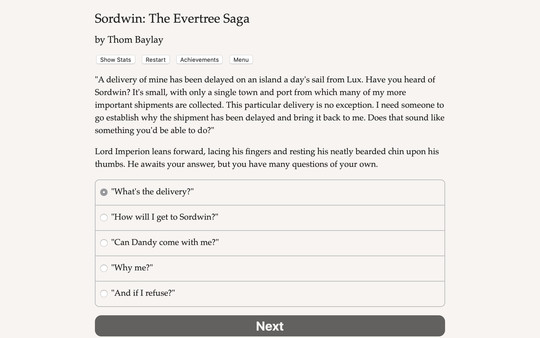 Sordwin: The Evertree Saga
by Thom Baylay
Show Stats Restart Achievements Menu
"A delivery of mine has been delayed on an island a day's sail from Lux. Have you heard of
Sordwin? It's small, with only a single town and port from which many of my more
important shipments are collected. This particular delivery is no exception. I need someone to
go establish why the shipment has been delayed and bring it back to me. Does that sound like
something you'd be able to do?"
Lord Imperion leans forward, lacing his fingers and resting his neatly bearded chin upon his
thumbs. He awaits your answer, but you have many questions of your own.
"What's the delivery?"
"How will I get to Sordwin?"
"Can Dandy come with me?"
"Why me?"
"And if I refuse?"
Next